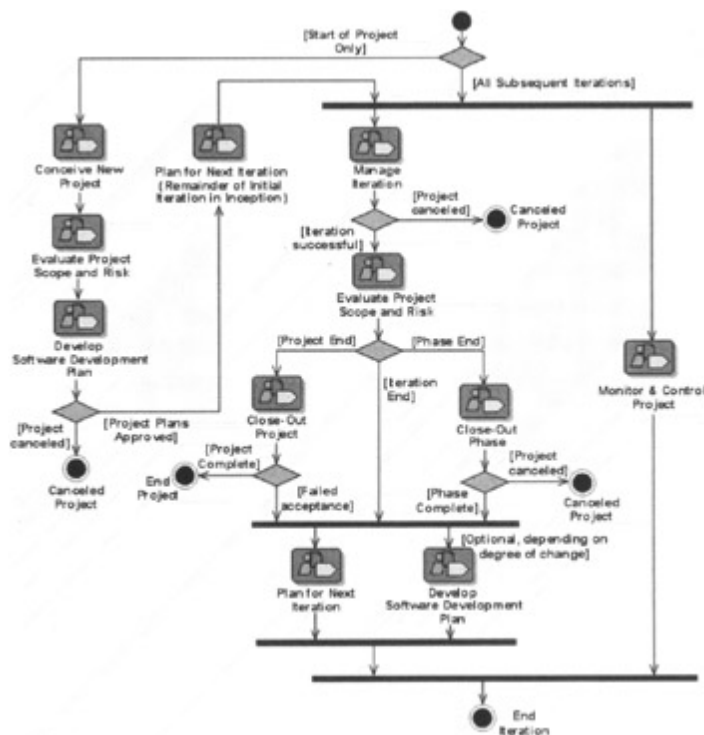 [Start of Project
Only]
[All Subsequent Iterations]
Conceive New
Project
Plan for Next Iteration
(Remainder of Initial
Iteration in Inception)
Manage
Iteration
[Project
canceled]
Canceled
Project
[Iteration
successful]
Evaluate Project
Scope and Risk
Evaluate Project
Scope and Risk
Develop
Software Development
Plan
[Project End]
[Phase End]
[Iteration
End]
Monitor & Control
Project
[Project
canceled]
[Project Plans
Approved]
Canceled
Project
Close-Out
Project
Close-Out
Phase
[Project
Complete]
End
Project
[Failed
acceptance]
[Project
canceled]
[Phase
Complete]
Canceled
Project
[Optional, depending on
degree of change]
Plan for Next
Iteration
Develop
Software Development
Plan
End
Iteration